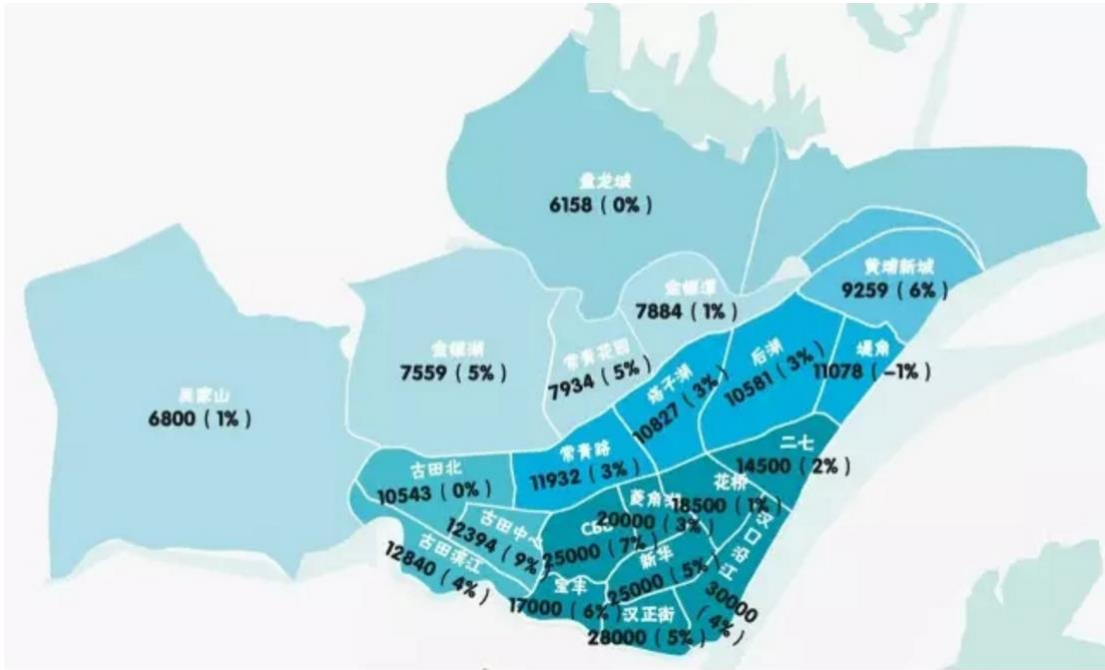 盘龙城
6158 ( 0% )
黄埔新城
9259 ( 6% )
金银潭
7884 ( 1% )
金银湖
7559 ( 5% )
常青花园
7934 ( 5% )
后湖
10581 ( 3% )
堤角
11078 ( -1% )
塔子湖
10827 ( 3% )
吴家山
6800 ( 1% )
常青路
11932 ( 3% )
二七
14500 ( 2% )
古田北
10543 ( 0% )
花桥
18500 ( 1% )
菱角湖
20000 ( 3% )
古田中心
12394 ( 9% )
CBD
25000 ( 7% )
汉口沿江
30000
( 4% )
古田滨江
12840 ( 4% )
新华
25000 ( 5% )
宝丰
17000 ( 6% )
汉正街
28000 ( 5% )